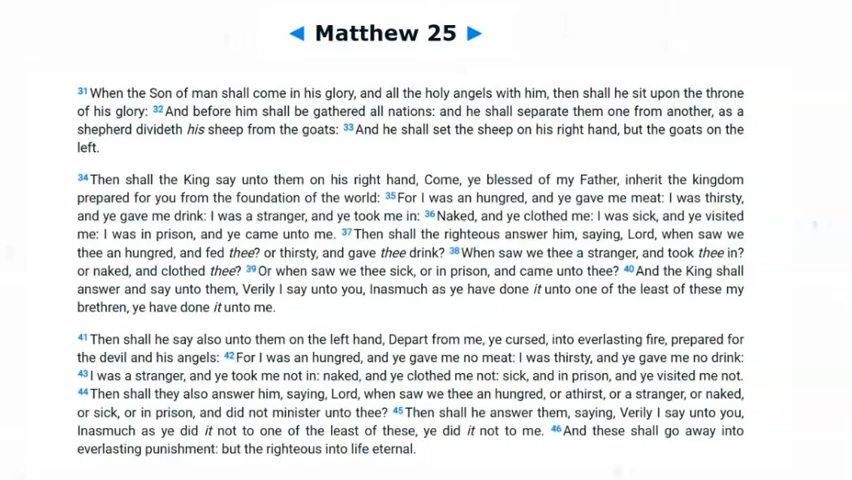 ◄ Matthew 25 ►
31 When the Son of man shall come in his glory, and all the holy angels with him, then shall he sit upon the throne
of his glory: 32 And before him shall be gathered all nations: and he shall separate them one from another, as a
shepherd divideth his sheep from the goats: 33 And he shall set the sheep on his right hand, but the goats on the
left.
34 Then shall the King say unto them on his right hand, Come, ye blessed of my Father, inherit the kingdom
prepared for you from the foundation of the world: 35 For I was an hungred, and ye gave me meat: I was thirsty,
and ye gave me drink: I was a stranger, and ye took me in: 36 Naked, and ye clothed me: I was sick, and ye visited
me: I was in prison, and ye came unto me. 37 Then shall the righteous answer him, saying, Lord, when saw we
thee an hungred, and fed thee? or thirsty, and gave thee drink? 38 When saw we thee a stranger, and took thee in?
or naked, and clothed thee? 39 Or when saw we thee sick, or in prison, and came unto thee? 40 And the King shall
answer and say unto them, Verily I say unto you, Inasmuch as ye have done it unto one of the least of these my
brethren, ye have done it unto me.
41 Then shall he say also unto them on the left hand, Depart from me, ye cursed, into everlasting fire, prepared for
the devil and his angels: 42 For I was an hungred, and ye gave me no meat: I was thirsty, and ye gave me no drink:
43 I was a stranger, and ye took me not in: naked, and ye clothed me not: sick, and in prison, and ye visited me not.
44 Then shall they also answer him, saying, Lord, when saw we thee an hungred, or athirst, or a stranger, or naked,
or sick, or in prison, and did not minister unto thee? 45 Then shall he answer them, saying, Verily I say unto you,
Inasmuch as ye did it not to one of the least of these, ye did it not to me. 46 And these shall go away into
everlasting punishment: but the righteous into life eternal.